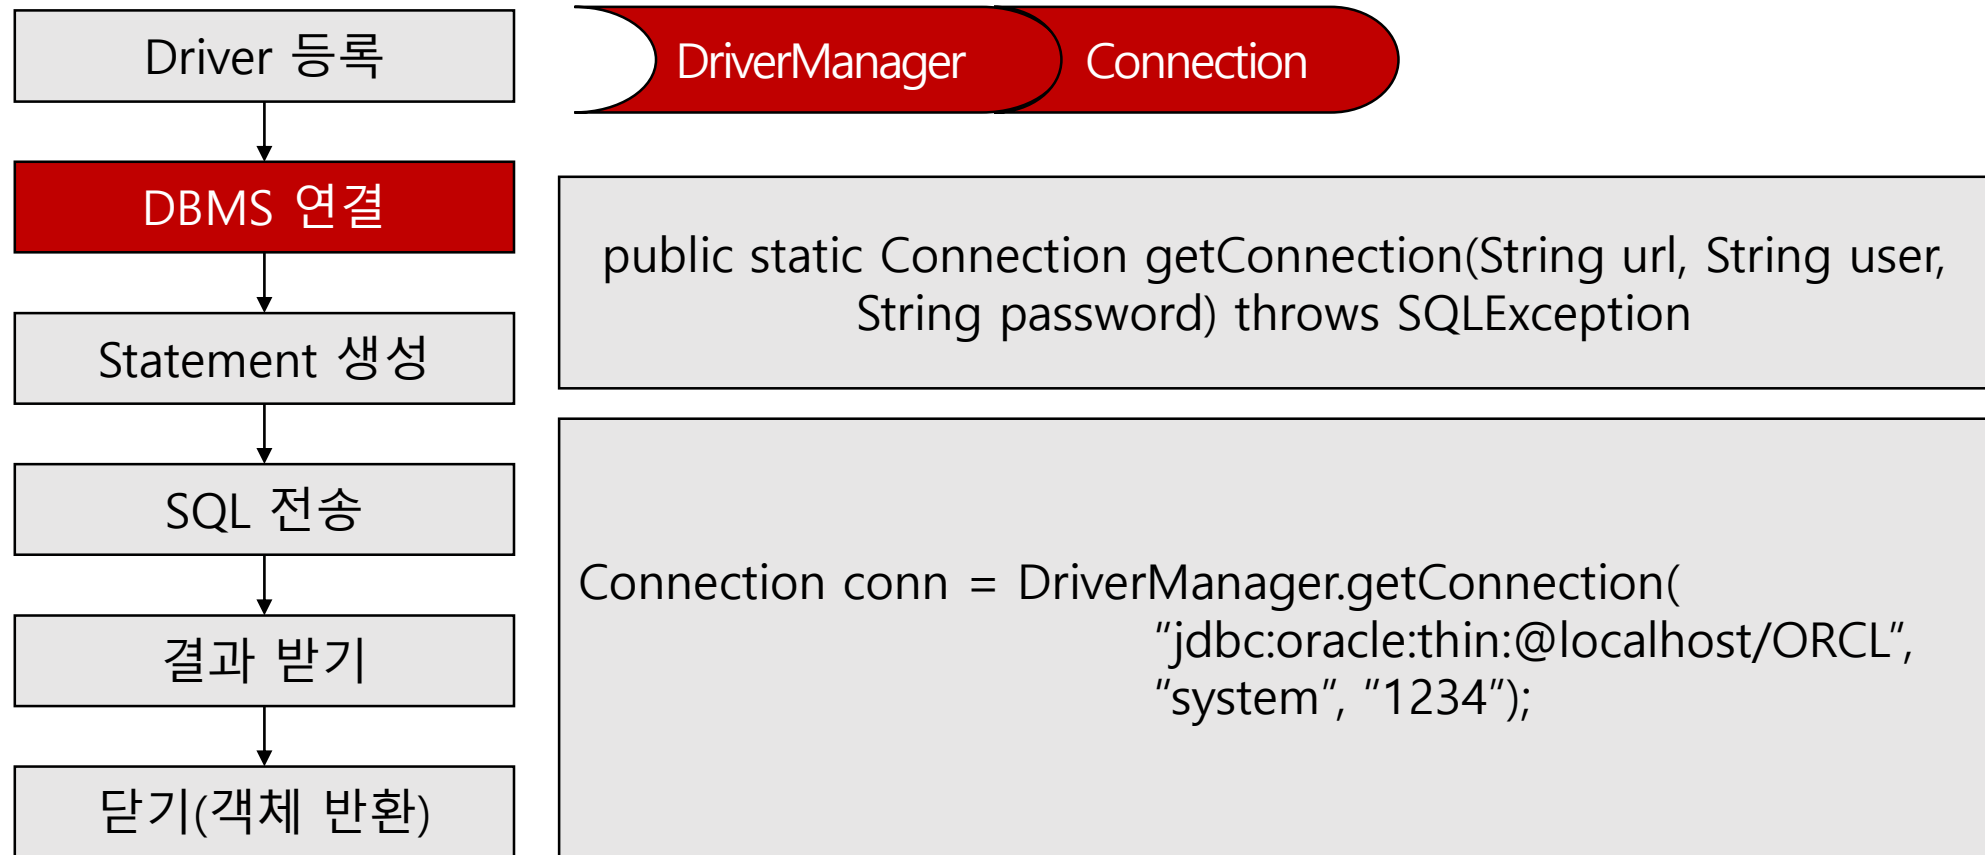 Driver 등록
DBMS 연결
Statement 생성
SQL 전송
결과 받기
닫기(객체 반환)
DriverManager
Connection
public static Connection getConnection(String url, String user,
String password) throws SQLException
Connection conn = DriverManager.getConnection(
“jdbc:oracle:thin:@localhost/ORCL”,
“system”, “1234”);